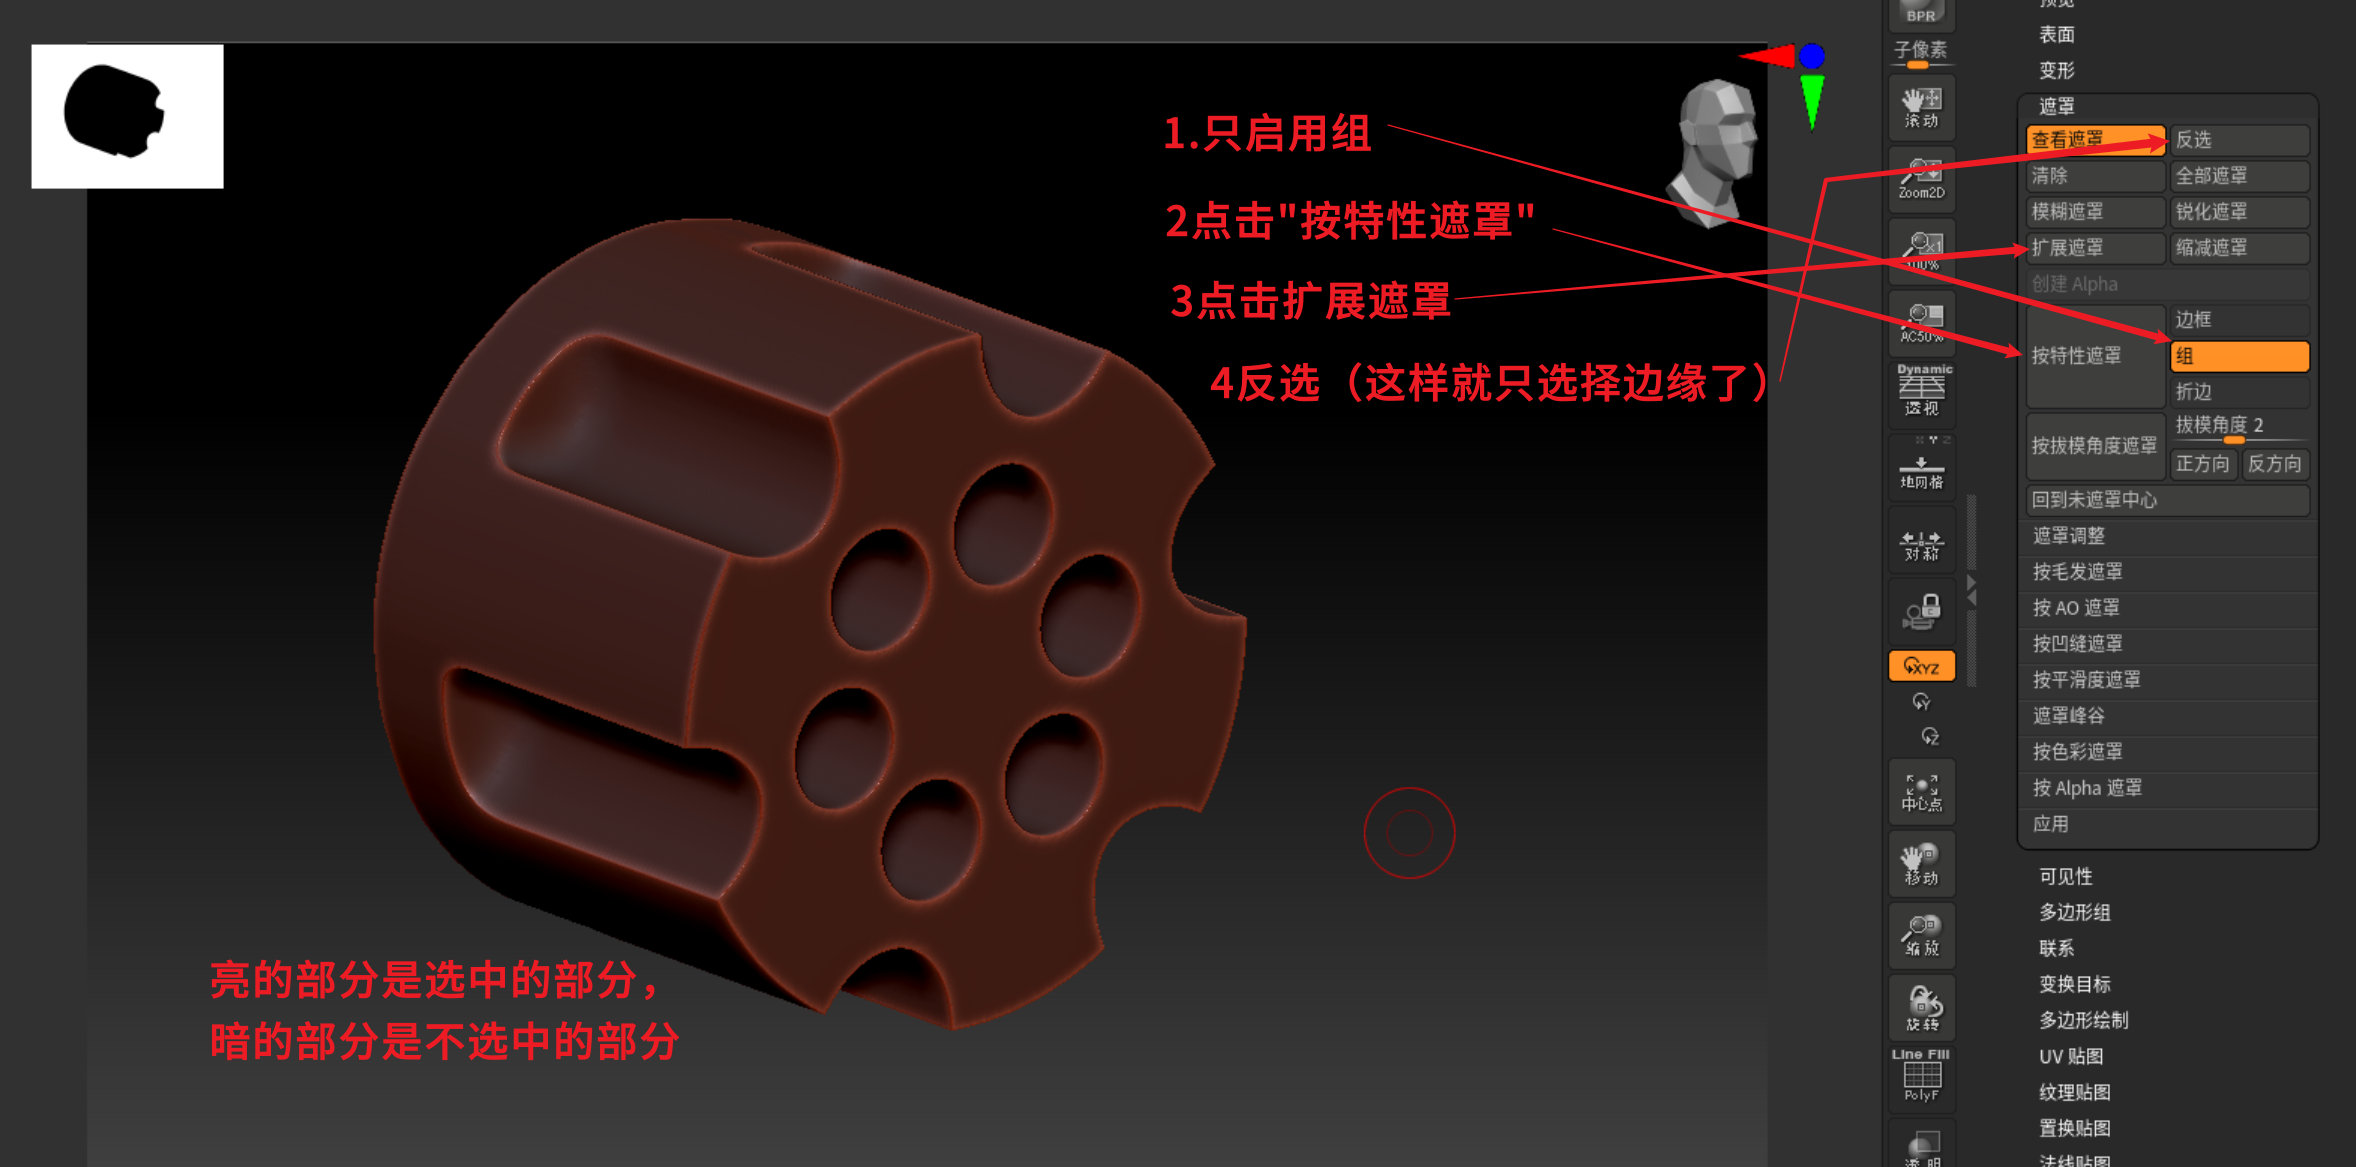 1.只启用组
2点击"按特性遮罩"
3点击扩展遮罩
4反选（这样就只选择边缘了）
亮的部分是选中的部分，
暗的部分是不选中的部分
BPR
子像素
滚动
Zoom2D
100%
AC50%
Dynamic
透视
地网格
对称
XYZ
Y
Z
中心点
移动
缩放
旋转
Line Fill
PolyF
透明
预览
表面
变形
遮罩
查看遮罩 反选
清除 全部遮罩
模糊遮罩 锐化遮罩
扩展遮罩 缩减遮罩
创建 Alpha
按特性遮罩
边框
组
折边
按拔模角度遮罩
拔模角度 2
正方向 反方向
回到未遮罩中心
遮罩调整
按毛发遮罩
按 AO 遮罩
按凹缝遮罩
按平滑度遮罩
遮罩峰谷
按色彩遮罩
按 Alpha 遮罩
应用
可见性
多边形组
联系
变换目标
多边形绘制
UV 贴图
纹理贴图
置换贴图
法线贴图